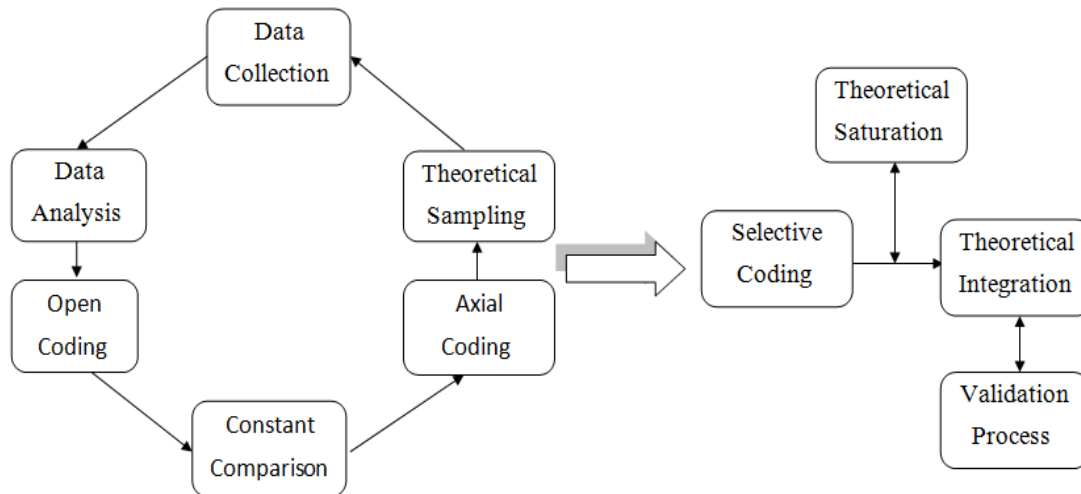 Data
Collection
Data
Analysis
Open
Coding
Constant
Comparison
Axial
Coding
Theoretical
Sampling
Selective
Coding
Theoretical
Saturation
Theoretical
Integration
Validation
Process